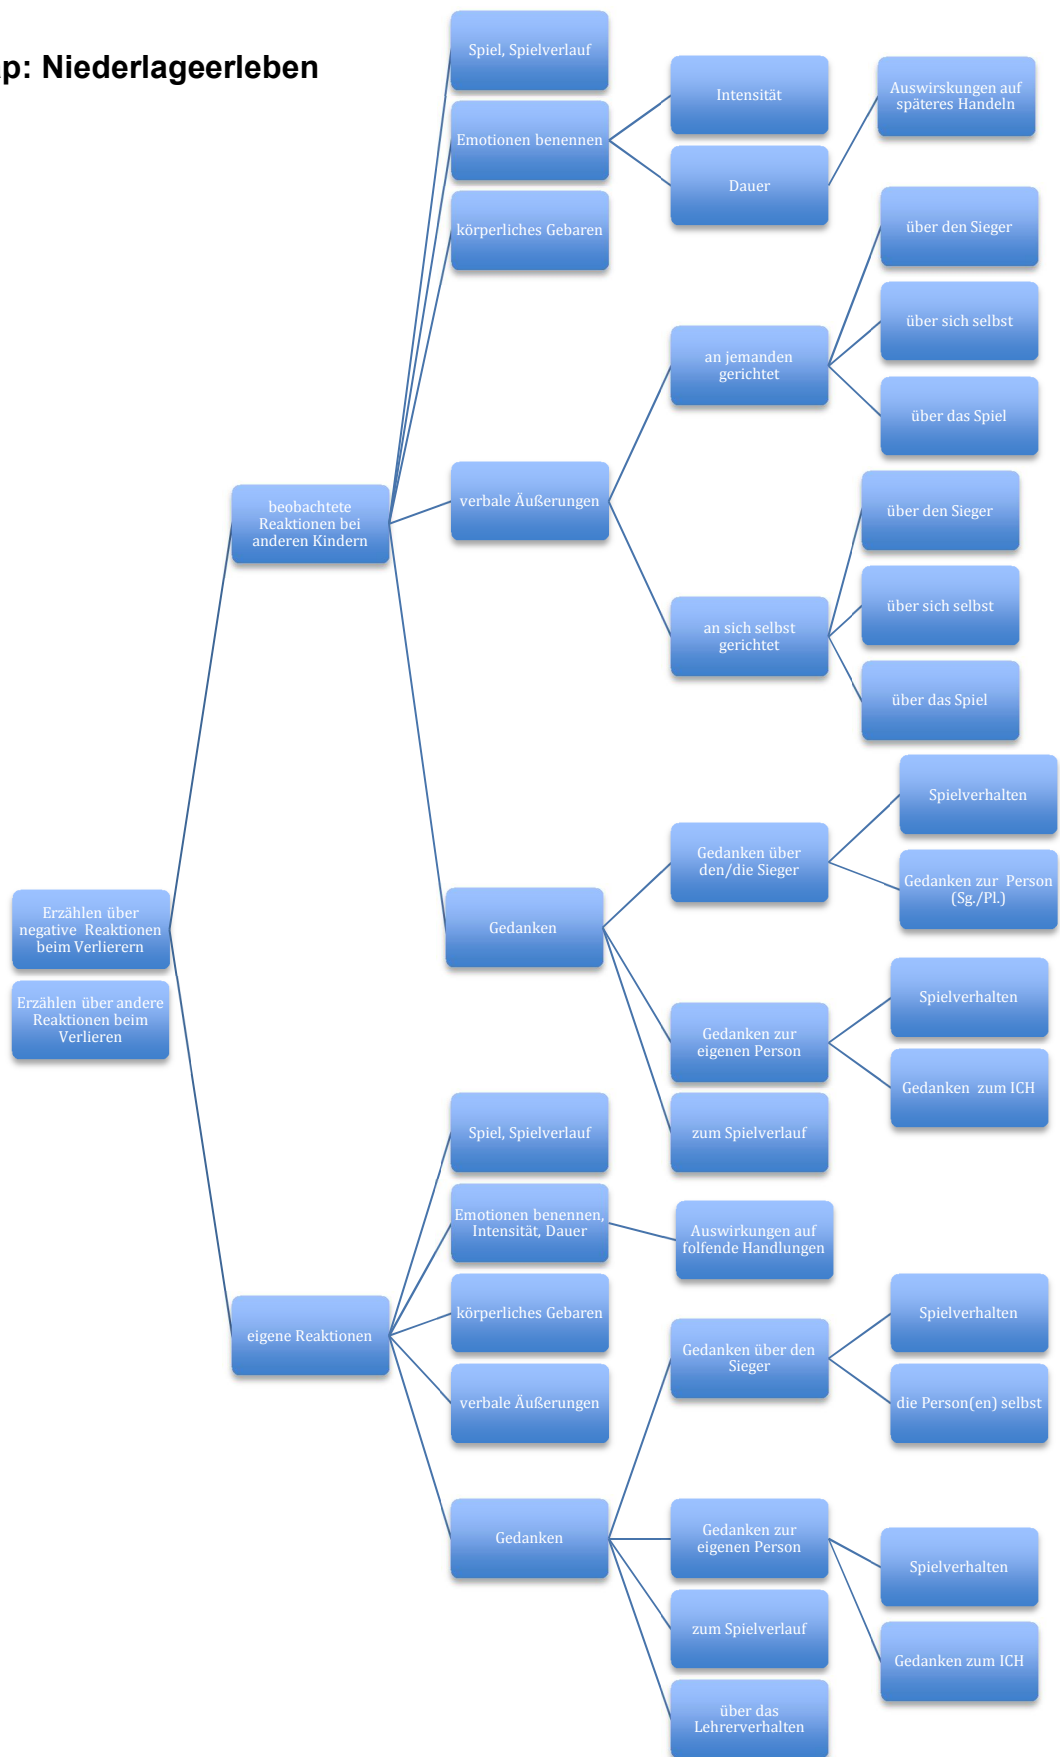 p: Niederlageerleben
Erzählen über
negative Reaktionen
beim Verlierern
Erzählen über andere
Reaktionen beim
Verlieren
beobachtete
Reaktionen bei
anderen Kindern
Spiel, Spielverlauf
Emotionen benennen
Intensität
Dauer
Auswirskungen auf
späteres Handeln
körperliches Gebaren
verbale Äußerungen
an jemanden
gerichtet
über den Sieger
über sich selbst
über das Spiel
an sich selbst
gerichtet
über den Sieger
über sich selbst
über das Spiel
Gedanken
Gedanken über
den/die Sieger
Spielverhalten
Gedanken zur Person
(Sg./Pl.)
Gedanken zur
eigenen Person
Spielverhalten
Gedanken zum ICH
zum Spielverlauf
eigene Reaktionen
Spiel, Spielverlauf
Emotionen benennen,
Intensität, Dauer
Auswirkungen auf
folfende Handlungen
körperliches Gebaren
verbale Äußerungen
Gedanken
Gedanken über den
Sieger
Spielverhalten
die Person(en) selbst
Gedanken zur
eigenen Person
Spielverhalten
Gedanken zum ICH
zum Spielverlauf
über das
Lehrerverhalten